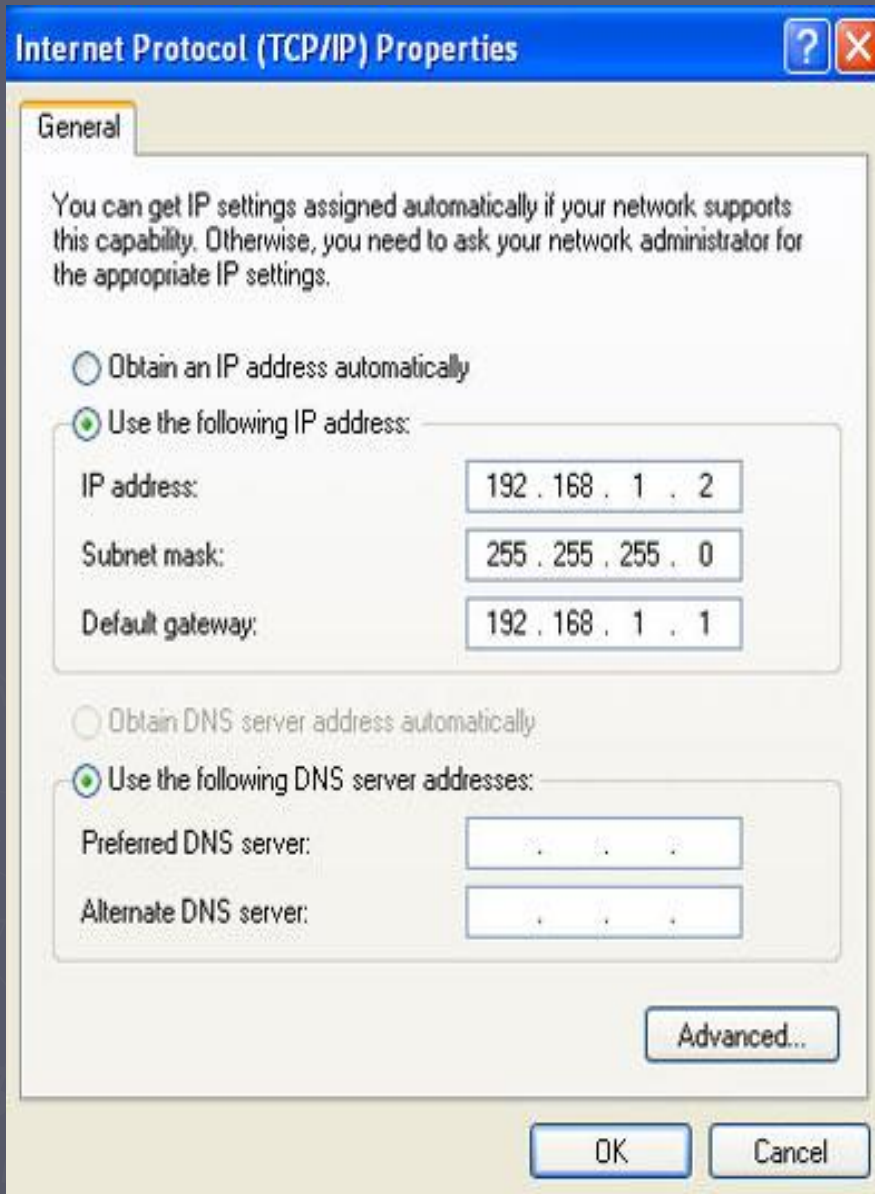 Internet Protocol (TCP/IP) Properties
General
You can get IP settings assigned automatically if your network supports
this capability. Otherwise, you need to ask your network administrator for
the appropriate IP settings.
Obtain an IP address automatically
Use the following IP address:
IP address: 192 . 168 . 1 . 2
Subnet mask: 255 . 255 . 255 . 0
Default gateway: 192 . 168 . 1 . 1
Obtain DNS server address automatically
Use the following DNS server addresses:
Preferred DNS server: . . .
Alternate DNS server: . . .
Advanced...
OK Cancel